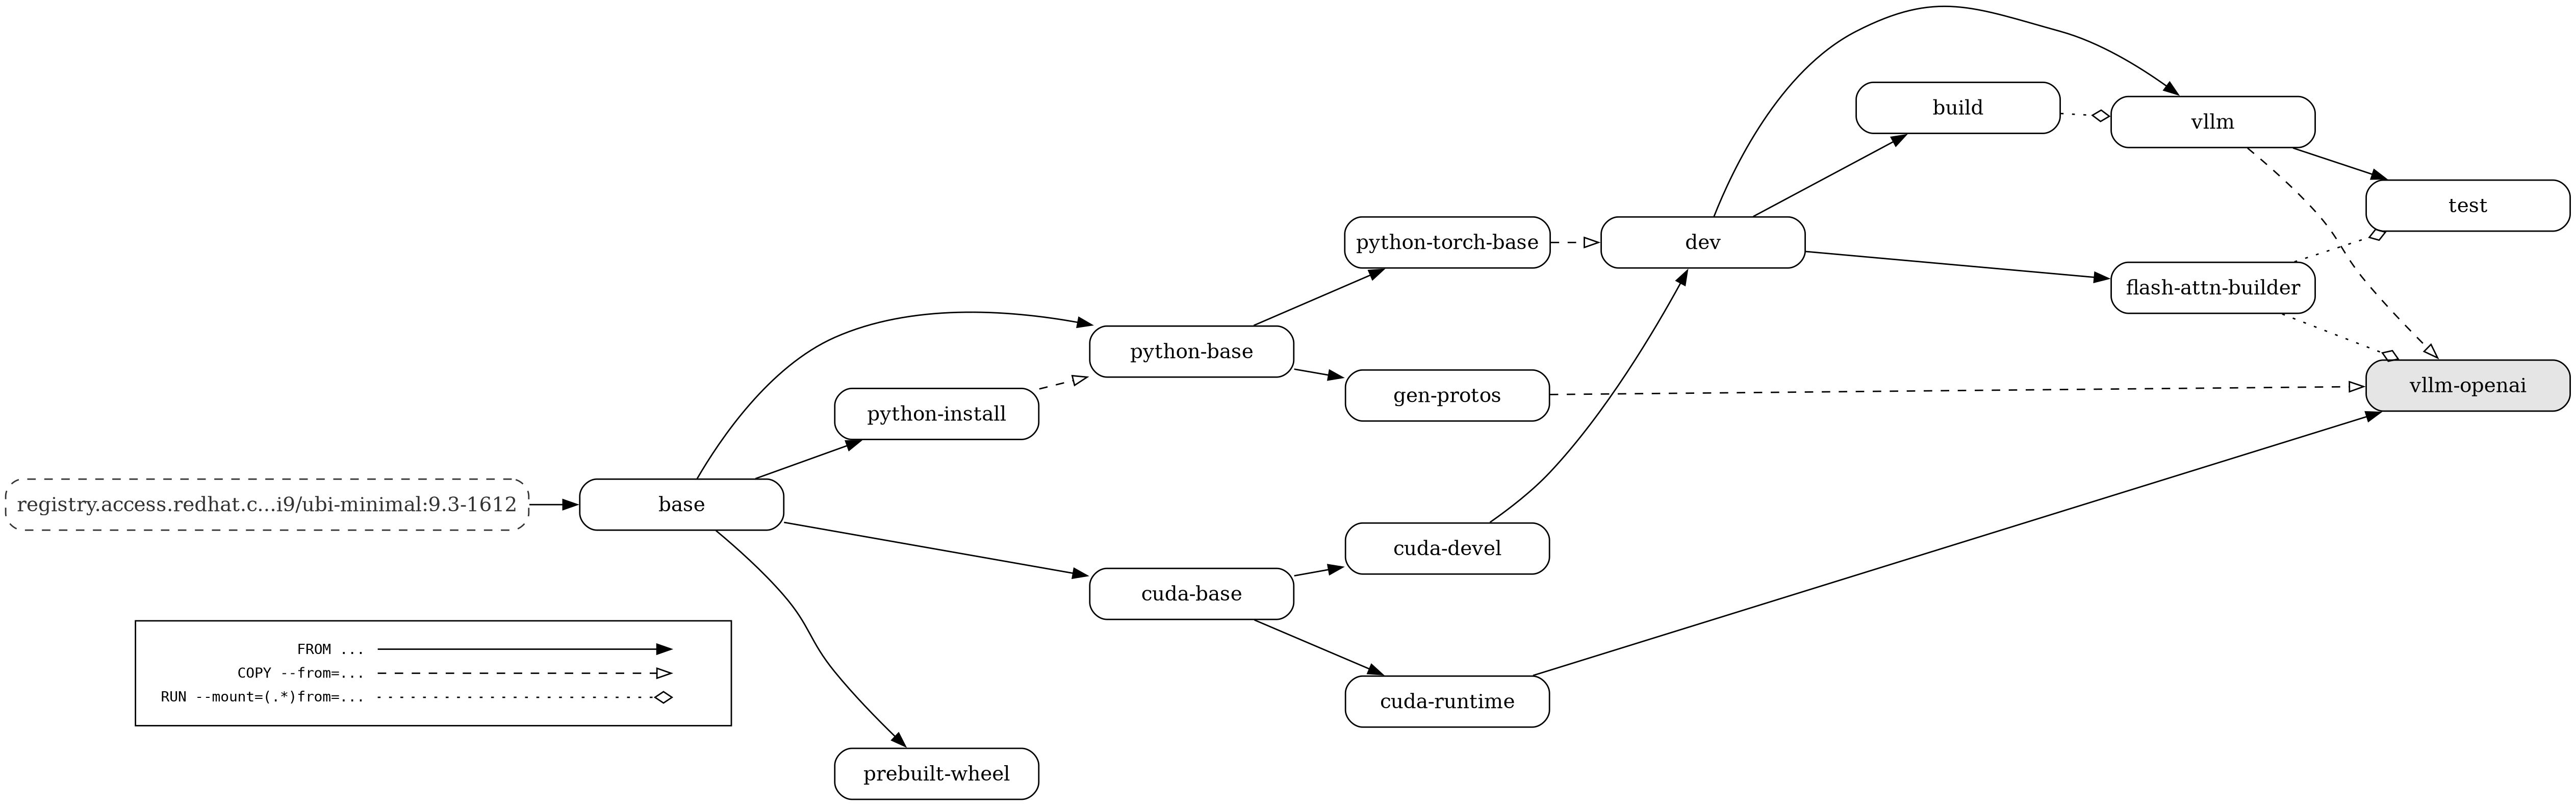 build
vllm
test
python-torch-base
dev
flash-attn-builder
python-base
vllm-openai
gen-protos
python-install
registry.access.redhat.c...i9/ubi-minimal:9.3-1612
base
cuda-devel
cuda-base
cuda-runtime
prebuilt-wheel
FROM ...
COPY --from=...
RUN --mount=(.*)from=...